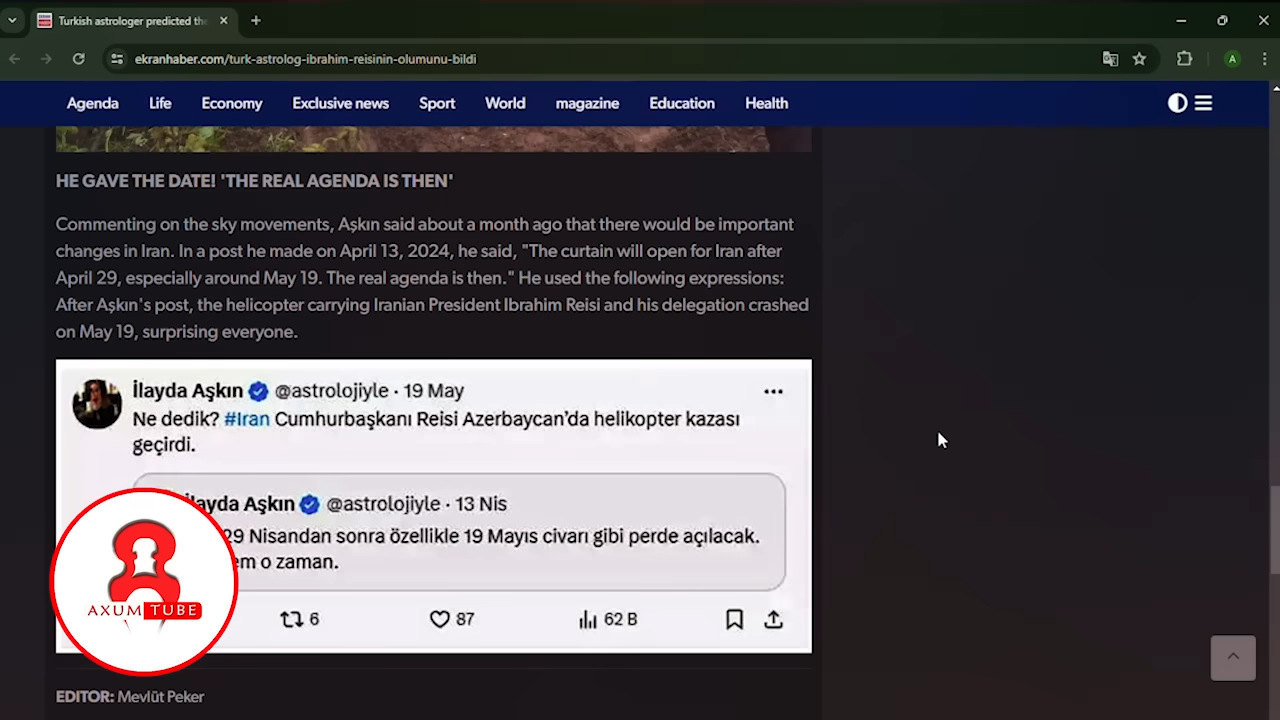 Turkish astrologer predicted the
ekranhaber.com/turk-astrolog-ibrahim-reisinin-olumunu-bildi
A
Agenda Life Economy Exclusive news Sport World magazine Education Health
HE GAVE THE DATE! 'THE REAL AGENDA IS THEN'
Commenting on the sky movements, Aşkın said about a month ago that there would be important
changes in Iran. In a post he made on April 13, 2024, he said, "The curtain will open for Iran after
April 29, especially around May 19. The real agenda is then." He used the following expressions:
After Aşkın's post, the helicopter carrying Iranian President Ibrahim Reisi and his delegation crashed
on May 19, surprising everyone.
İlayda Aşkın @astrolojiyle · 19 May
Ne dedik? #Iran Cumhurbaşkanı Reisi Azerbaycan’da helikopter kazası
geçirdi.
İlayda Aşkın @astrolojiyle · 13 Nis
29 Nisandan sonra özellikle 19 Mayıs civarı gibi perde açılacak.
o zaman.
6 87 62 B
AXUM TUBE
EDITOR: Mevlüt Peker